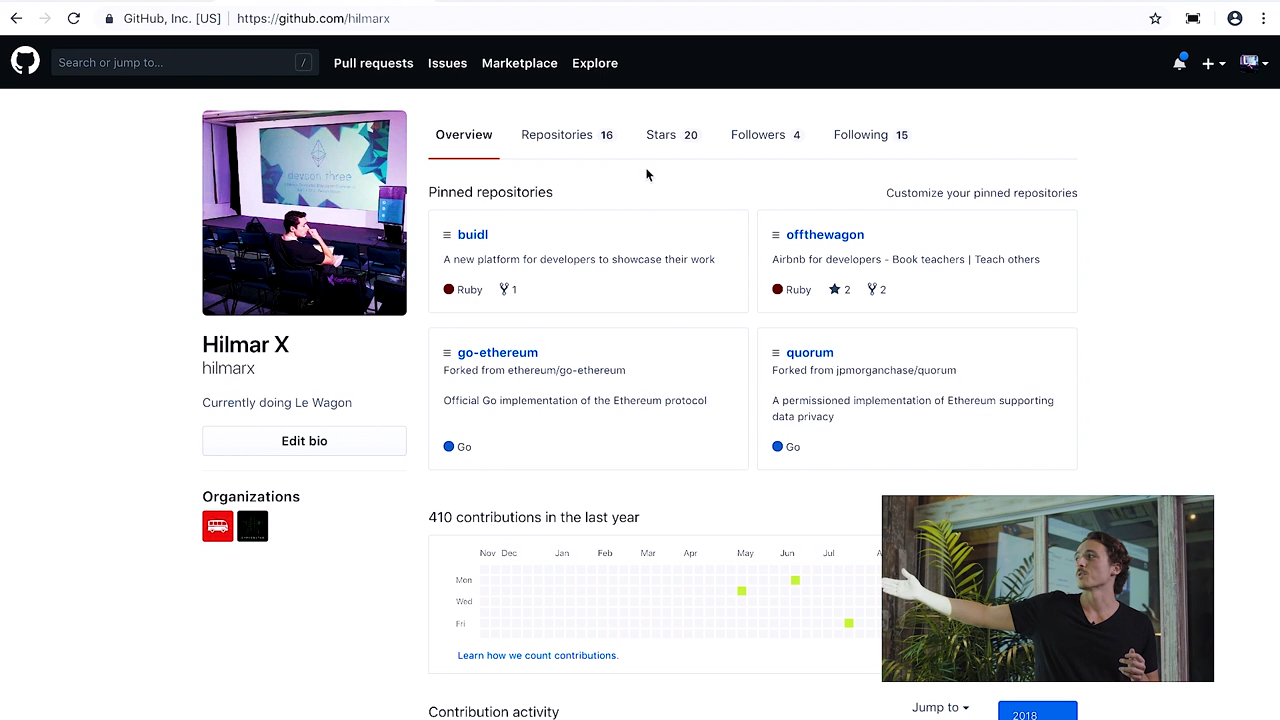 GitHub, Inc. [US]
https://github.com/hilmarx
Search or jump to...
/
Pull requests
Issues
Marketplace
Explore
devcon three
Overview
Repositories 16
Stars 20
Followers 4
Following 15
Pinned repositories
Customize your pinned repositories
buidl
A new platform for developers to showcase their work
Ruby
1
offthewagon
Airbnb for developers - Book teachers | Teach others
Ruby
2
2
go-ethereum
Forked from ethereum/go-ethereum
Official Go implementation of the Ethereum protocol
Go
quorum
Forked from jpmorganchase/quorum
A permissioned implementation of Ethereum supporting
data privacy
Go
Hilmar X
hilmarx
Currently doing Le Wagon
Edit bio
Organizations
410 contributions in the last year
Nov Dec Jan Feb Mar Apr May Jun Jul A
Mon
Wed
Fri
Learn how we count contributions.
Contribution activity
Jump to
2018